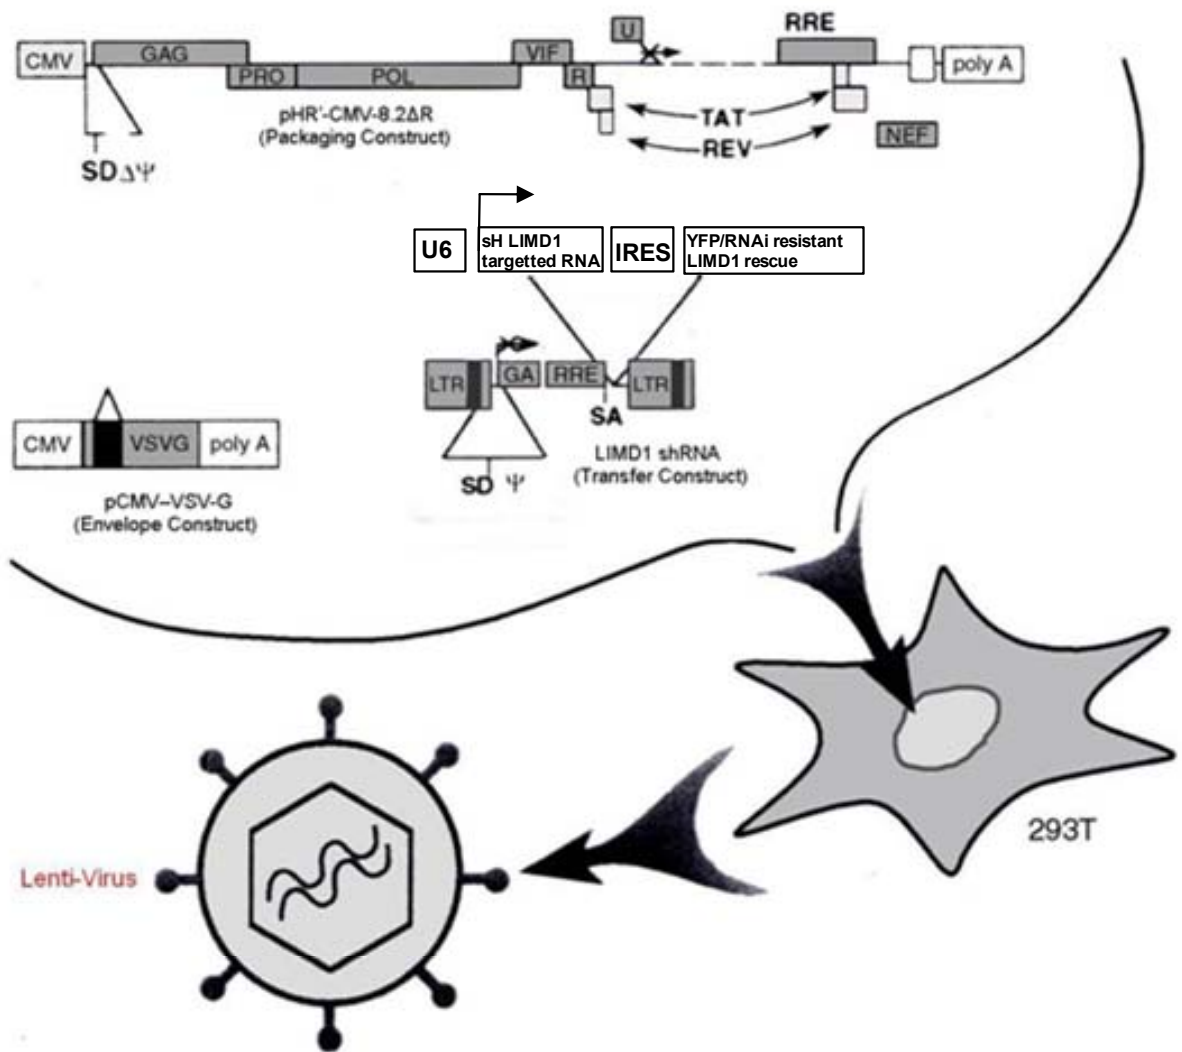 U
RRE
CMV
GAG
VIF
poly A
PRO
POL
R
pHR'-CMV-8.2ΔR
(Packaging Construct)
TAT
REV
NEF
SD ΔΨ
U6
sH LIMD1
targetted RNA
IRES
YFP/RNAi resistant
LIMD1 rescue
LTR
GA
RRE
LTR
SA
SD Ψ
LIMD1 shRNA
(Transfer Construct)
CMV
VSVG
poly A
pCMV–VSV-G
(Envelope Construct)
293T
Lenti-Virus